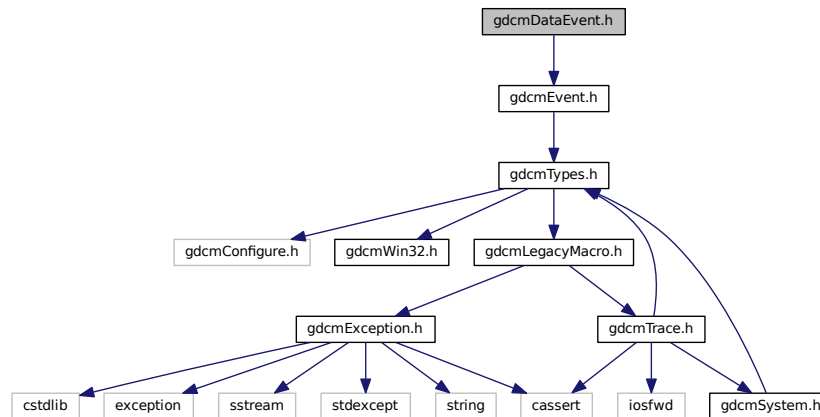 gdcmDataEvent.h
gdcmEvent.h
gdcmTypes.h
gdcmConfigure.h
gdcmWin32.h
gdcmLegacyMacro.h
gdcmException.h
gdcmTrace.h
cstdlib
exception
sstream
stdexcept
string
cassert
iosfwd
gdcmSystem.h